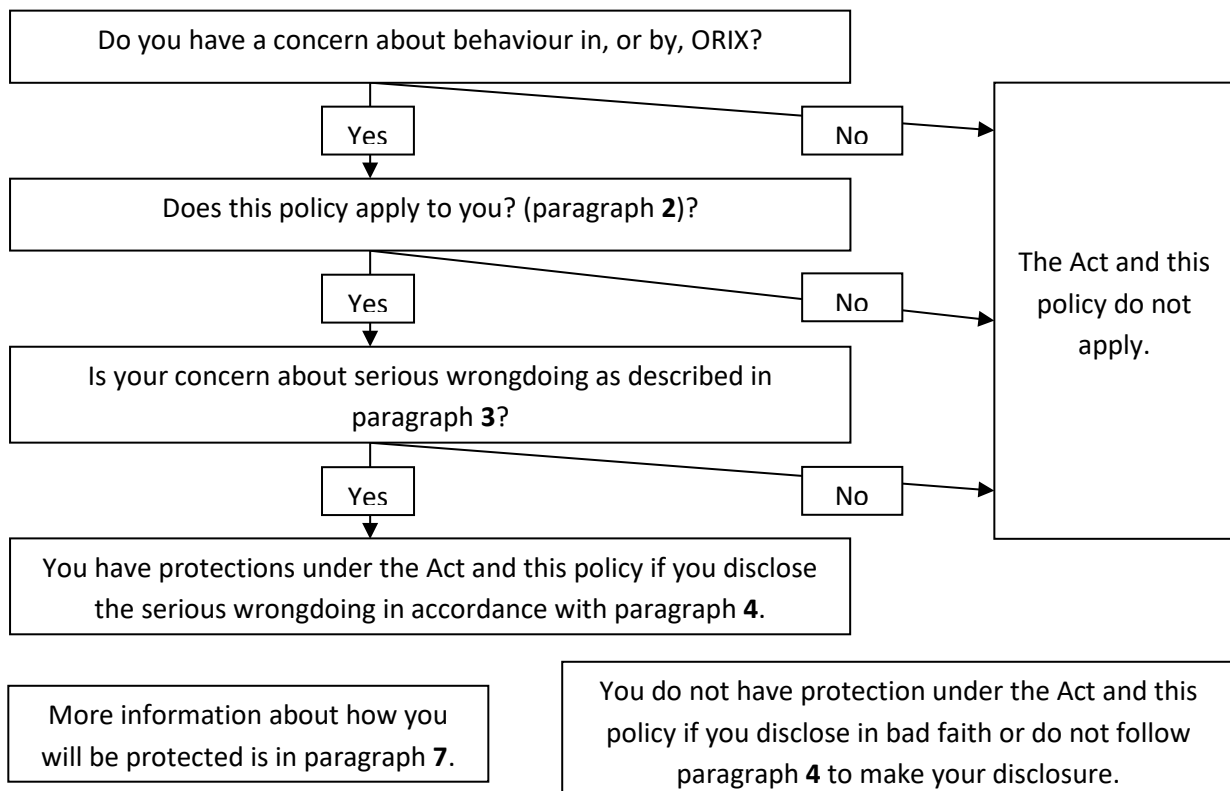 Do you have a concern about behaviour in, or by, ORIX?
Yes
No
Does this policy apply to you? (paragraph 2)?
Yes
No
The Act and this
policy do not
apply.
Is your concern about serious wrongdoing as described in
paragraph 3?
Yes
No
You have protections under the Act and this policy if you disclose
the serious wrongdoing in accordance with paragraph 4.
More information about how you
will be protected is in paragraph 7.
You do not have protection under the Act and this
policy if you disclose in bad faith or do not follow
paragraph 4 to make your disclosure.